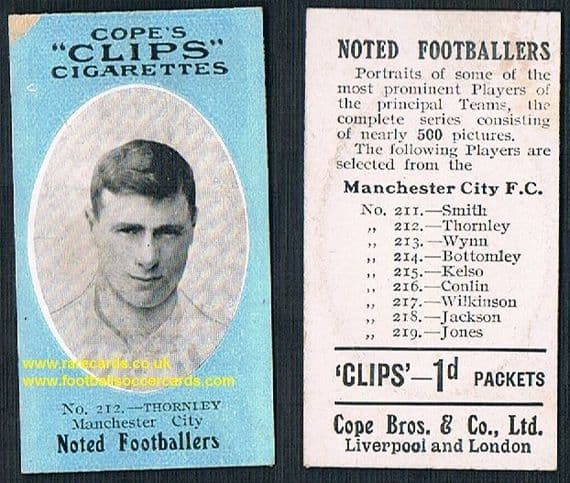 COPE'S
"CLIPS"
CIGARETTES
www.rarecards.co.uk
www.footballsoccercards.com
No. 212.—THORNLEY
Manchester City
Noted Footballers
NOTED FOOTBALLERS
Portraits of some of the
most prominent Players of
the principal Teams, the
complete series consisting
of nearly 500 pictures.
The following Players are
selected from the
Manchester City F.C.
No. 211.—Smith
„ 212.—Thornley
„ 213.—Wynn
„ 214.—Bottomley
„ 215.—Kelso
„ 216.—Conlin
„ 217.—Wilkinson
„ 218.—Jackson
„ 219.—Jones
'CLIPS'—1d PACKETS
Cope Bros. & Co., Ltd.
Liverpool and London